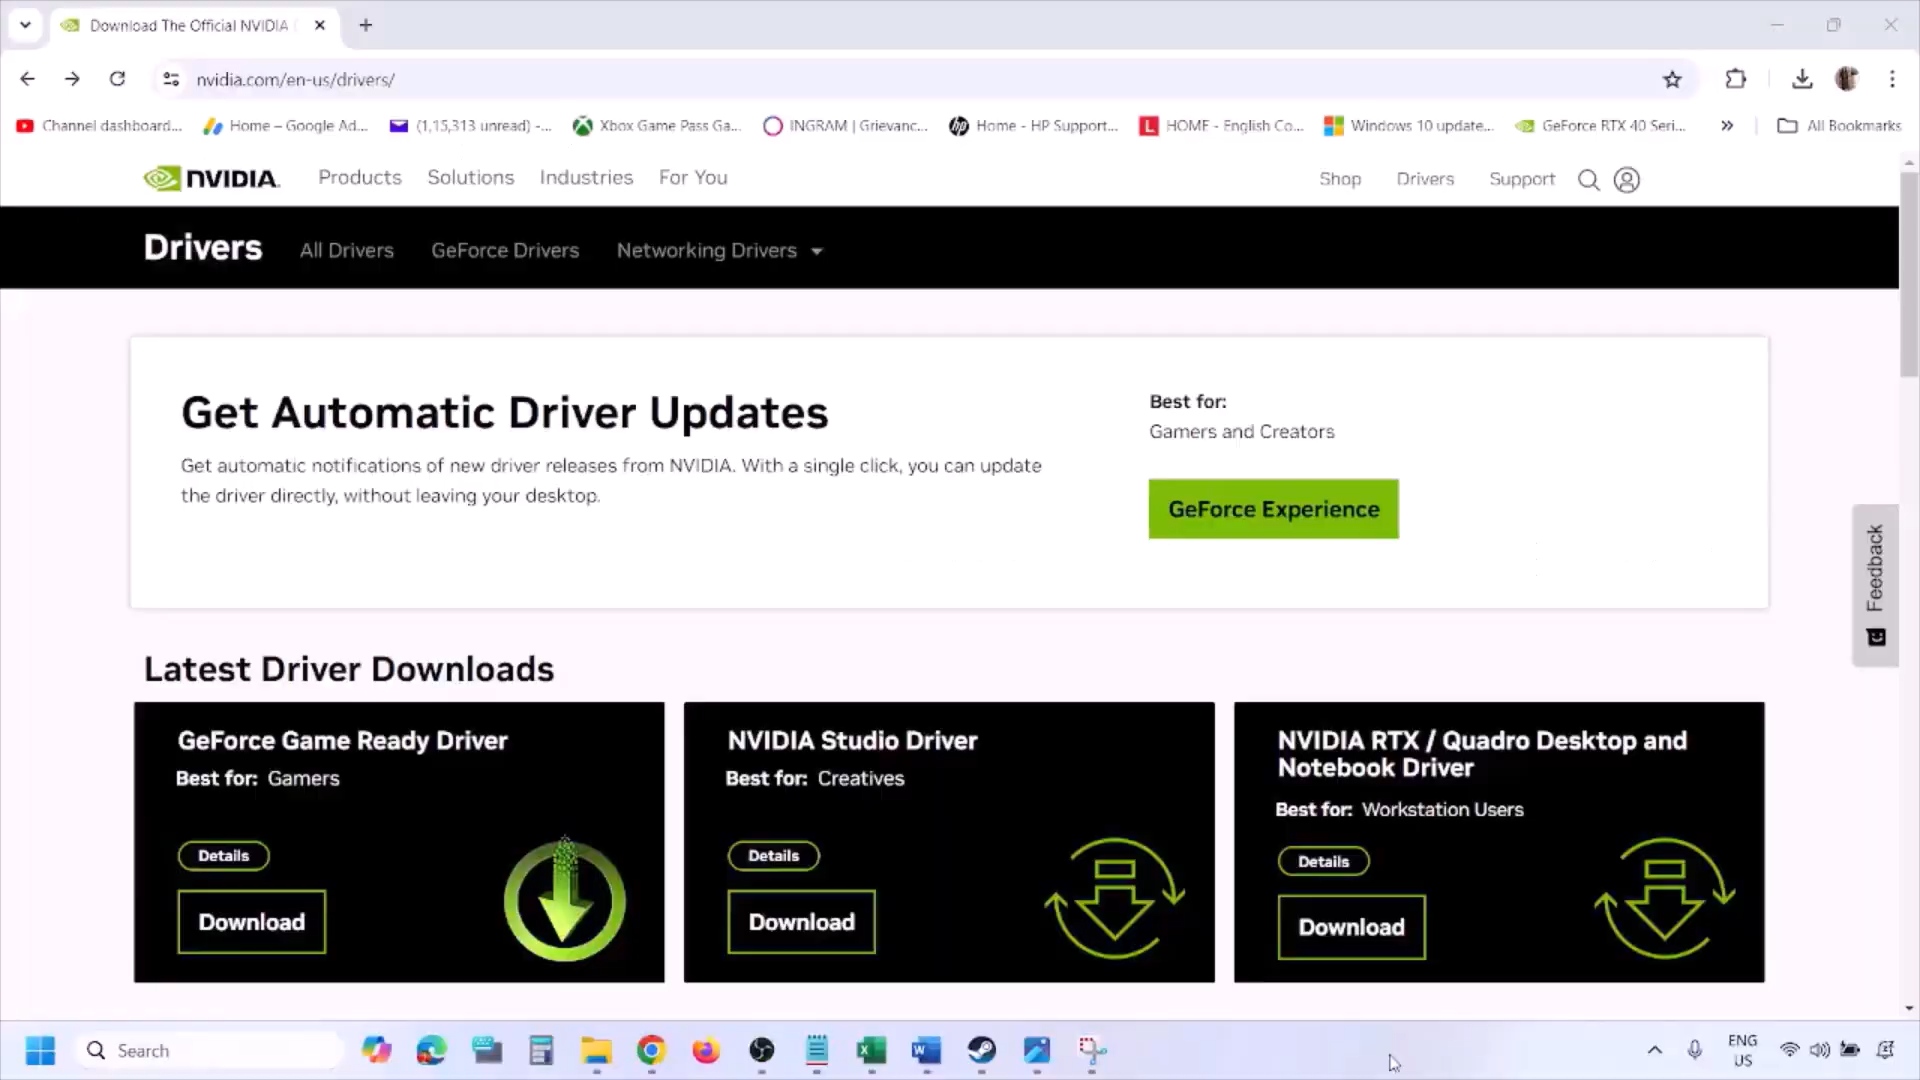 Download The Official NVIDIA
nvidia.com/en-us/drivers/
Channel dashboard...
Home – Google Ad...
(1,15,313 unread) -...
Xbox Game Pass Ga...
INGRAM | Grievanc...
Home - HP Support...
HOME - English Co...
Windows 10 update...
GeForce RTX 40 Seri...
All Bookmarks
NVIDIA.
Products
Solutions
Industries
For You
Shop
Drivers
Support
Drivers
All Drivers
GeForce Drivers
Networking Drivers
Get Automatic Driver Updates
Get automatic notifications of new driver releases from NVIDIA. With a single click, you can update
the driver directly, without leaving your desktop.
Best for:
Gamers and Creators
GeForce Experience
Feedback
Latest Driver Downloads
GeForce Game Ready Driver
Best for: Gamers
Details
Download
NVIDIA Studio Driver
Best for: Creatives
Details
Download
NVIDIA RTX / Quadro Desktop and
Notebook Driver
Best for: Workstation Users
Details
Download
Search
ENG
US